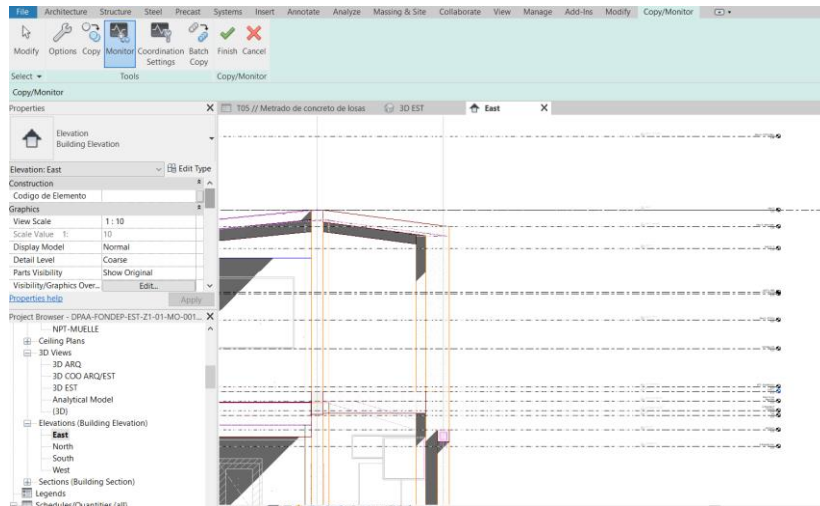 File Architecture Structure Steel Precast Systems Insert Annotate Analyze Massing & Site Collaborate View Manage Add-Ins Modify Copy/Monitor
Modify Options Copy Monitor Coordination Settings Batch Copy Finish Cancel
Select Tools Copy/Monitor
Copy/Monitor
Properties X T05 // Metrado de concreto de losas 3D EST East X
Elevation
Building Elevation
Elevation: East Edit Type
Construction
Codigo de Elemento
Graphics
View Scale 1 : 10
Scale Value 1: 10
Display Model Normal
Detail Level Coarse
Parts Visibility Show Original
Visibility/Graphics Over... Edit...
Properties help Apply
Project Browser - DPAA-FONDEP-EST-Z1-01-MO-001... X
NPT-MUELLE
Ceiling Plans
3D Views
3D ARQ
3D COO ARQ/EST
3D EST
Analytical Model
(3D)
Elevations (Building Elevation)
East
North
South
West
Sections (Building Section)
Legends
Schedules/Quantities (all)